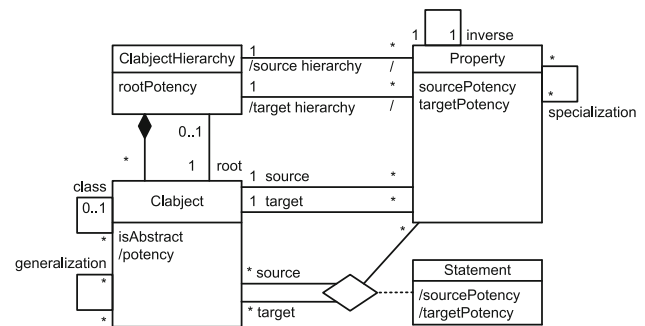 1 1 inverse
ClabjectHierarchy 1 * Property
/source hierarchy / *
rootPotency 1 * sourcePotency
/target hierarchy / targetPotency *
specialization
0..1
* 1 root
class 1 source *
0..1 Clabject 1 target *
* isAbstract *
generalization /potency
* * source Statement
/sourcePotency
* * target /targetPotency